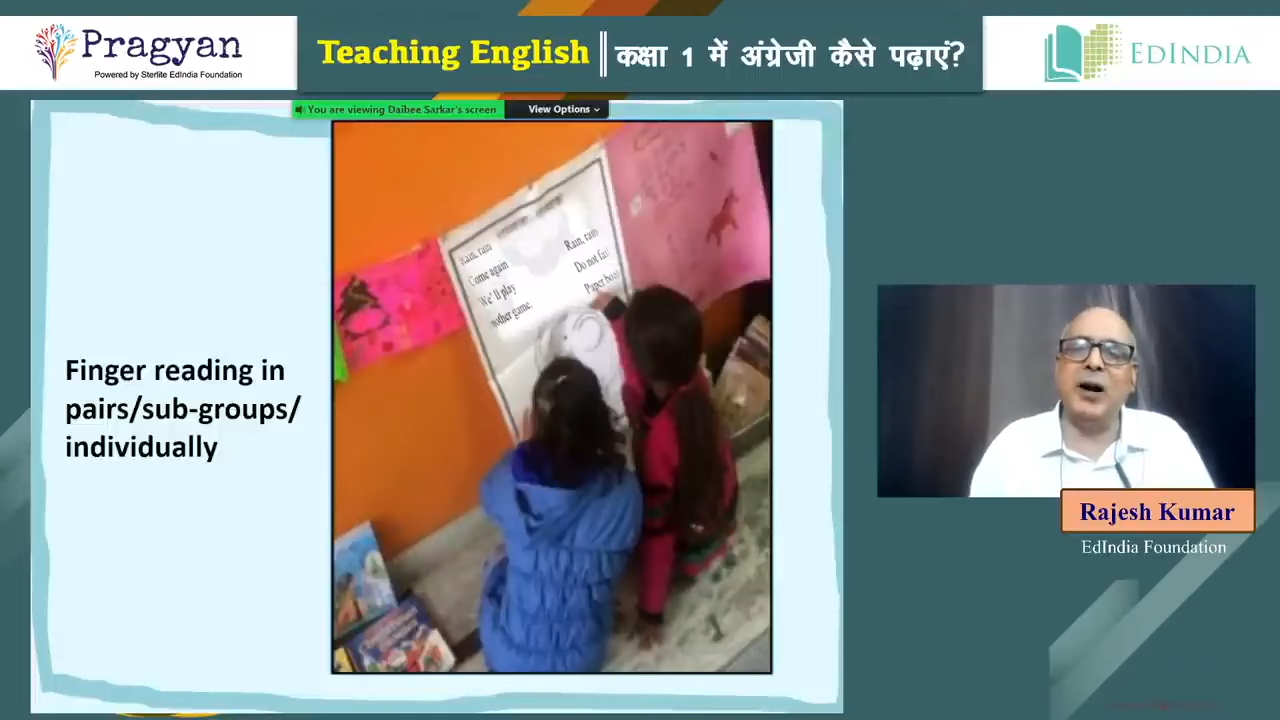 Pragyan
Powered by Sterlite EdIndia Foundation
Teaching English || कक्षा 1 में अंग्रेजी कैसे पढ़ाएं?
EDINDIA
You are viewing Daibee Sarkar's screen
View Options
Finger reading in
pairs/sub-groups/
individually
Rain, rain
Come again
We'll play
game.
Rain, rain
Do not
Paper
Rajesh Kumar
EdIndia Foundation